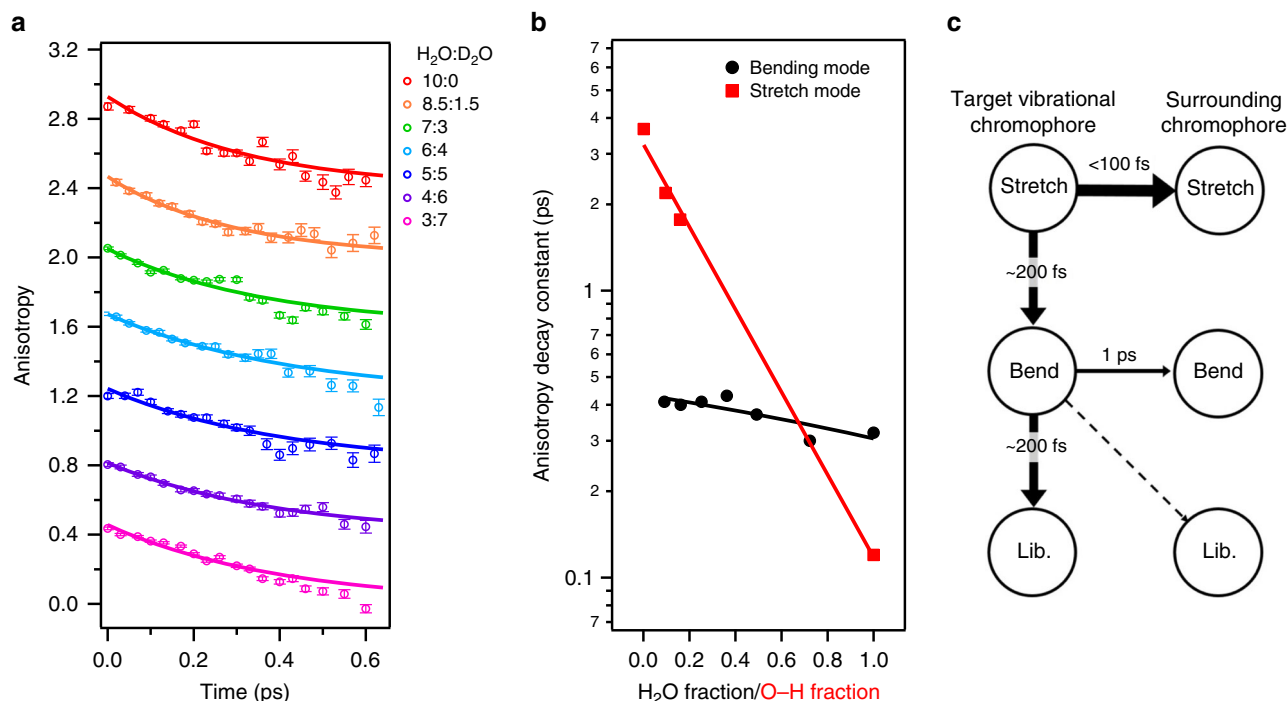 a
3.2
2.8
2.4
2.0
1.6
1.2
0.8
0.4
0.0
Anisotropy
0.0
0.2
0.4
0.6
Time (ps)
H₂O:D₂O
10:0
8.5:1.5
7:3
6:4
5:5
4:6
3:7
b
7
6
5
4
3
2
1
7
6
5
4
3
2
0.1
7
Anisotropy decay constant (ps)
Bending mode
Stretch mode
0.0
0.2
0.4
0.6
0.8
1.0
H₂O fraction/O–H fraction
c
Target vibrational
chromophore
Surrounding
chromophore
Stretch
<100 fs
Stretch
~200 fs
Bend
1 ps
Bend
~200 fs
Lib.
Lib.